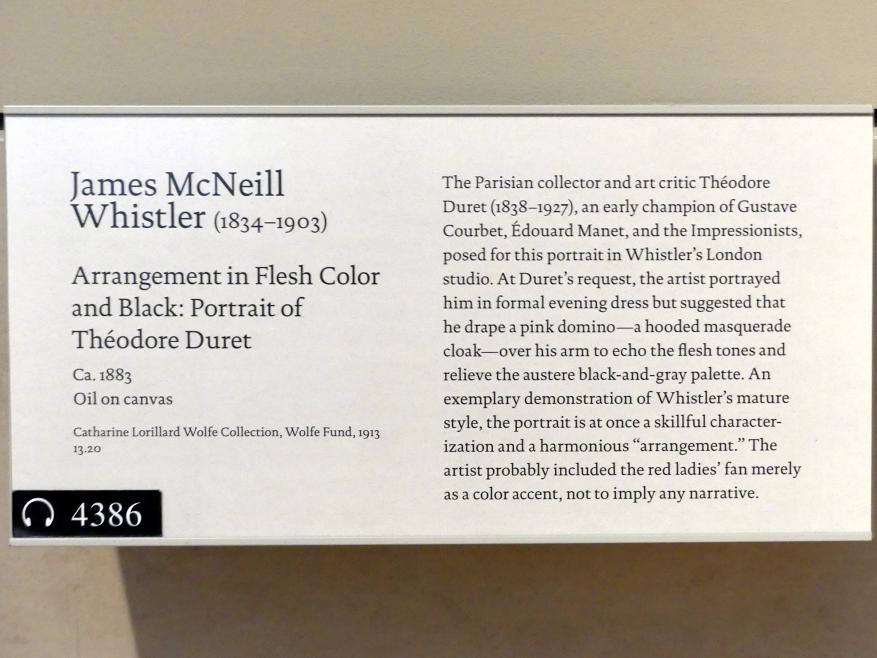 James McNeill
Whistler (1834–1903)
Arrangement in Flesh Color
and Black: Portrait of
Théodore Duret
Ca. 1883
Oil on canvas
Catharine Lorillard Wolfe Collection, Wolfe Fund, 1913
13.20
4386
The Parisian collector and art critic Théodore
Duret (1838–1927), an early champion of Gustave
Courbet, Édouard Manet, and the Impressionists,
posed for this portrait in Whistler’s London
studio. At Duret’s request, the artist portrayed
him in formal evening dress but suggested that
he drape a pink domino—a hooded masquerade
cloak—over his arm to echo the flesh tones and
relieve the austere black-and-gray palette. An
exemplary demonstration of Whistler’s mature
style, the portrait is at once a skillful character-
ization and a harmonious “arrangement.” The
artist probably included the red ladies’ fan merely
as a color accent, not to imply any narrative.